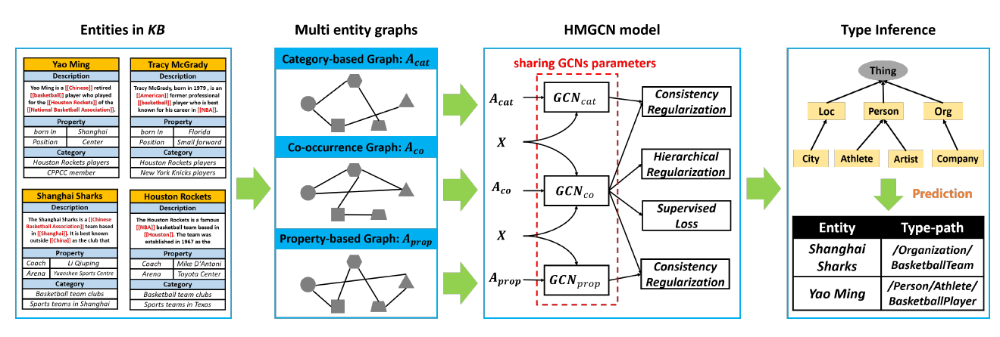 Entities in KB
Yao Ming
Description
Yao Ming is a [[Chinese]] retired
[[basketball]] player who played
for the [[Houston Rockets]] of the
[[National Basketball Association]].
Property
born In Shanghai
Position Center
Category
Houston Rockets players
CPPCC member
Tracy McGrady
Description
Tracy McGrady, born in 1979 , is an
[[American]] former professional
[[basketball]] player who is best
known for his career in [[NBA]].
Property
born In Florida
Position Small forward
Category
Houston Rockets players
New York Knicks players
Shanghai Sharks
Description
The Shanghai Sharks is a [[Chinese
Basketball Association]] team based
in [[Shanghai]]. It is best known
outside [[China]] as the club that
Property
Coach Li Qiuping
Arena Yuanshen Sports Centre
Category
Basketball team clubs
Sports teams in Shanghai
Houston Rockets
Description
The Houston Rockets is a famous
[[NBA]] basketball team based in
[[Houston]]. The team was
established in 1967 as the
Property
Coach Mike D'Antoni
Arena Toyota Center
Category
Basketball team clubs
Sports teams in Texas
Multi entity graphs
Category-based Graph: A_cat
Co-occurrence Graph: A_co
Property-based Graph: A_prop
HMGCN model
sharing GCNs parameters
A_cat
X
A_co
X
A_prop
GCN_cat
GCN_co
GCN_prop
Consistency
Regularization
Hierarchical
Regularization
Supervised
Loss
Consistency
Regularization
Type Inference
Thing
Loc Person Org
City Athlete Artist Company
Prediction
Entity Type-path
Shanghai
Sharks
/Organization/
BasketballTeam
Yao Ming
/Person/Athlete/
BasketballPlayer